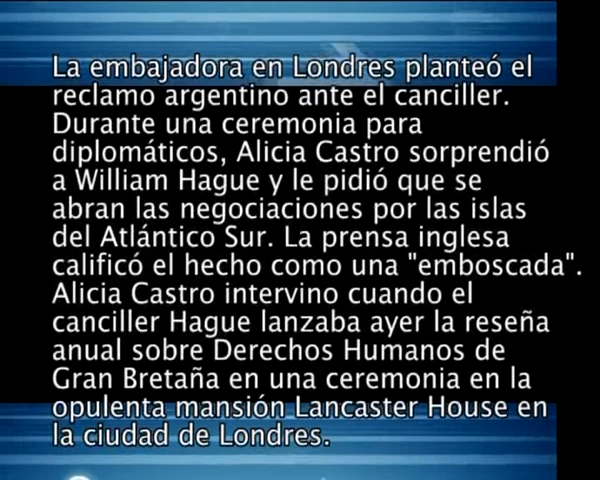 La embajadora en Londres planteó el
reclamo argentino ante el canciller.
Durante una ceremonia para
diplomáticos, Alicia Castro sorprendió
a William Hague y le pidió que se
abran las negociaciones por las islas
del Atlántico Sur. La prensa inglesa
calificó el hecho como una "emboscada".
Alicia Castro intervino cuando el
canciller Hague lanzaba ayer la reseña
anual sobre Derechos Humanos de
Gran Bretaña en una ceremonia en la
opulenta mansión Lancaster House en
la ciudad de Londres.